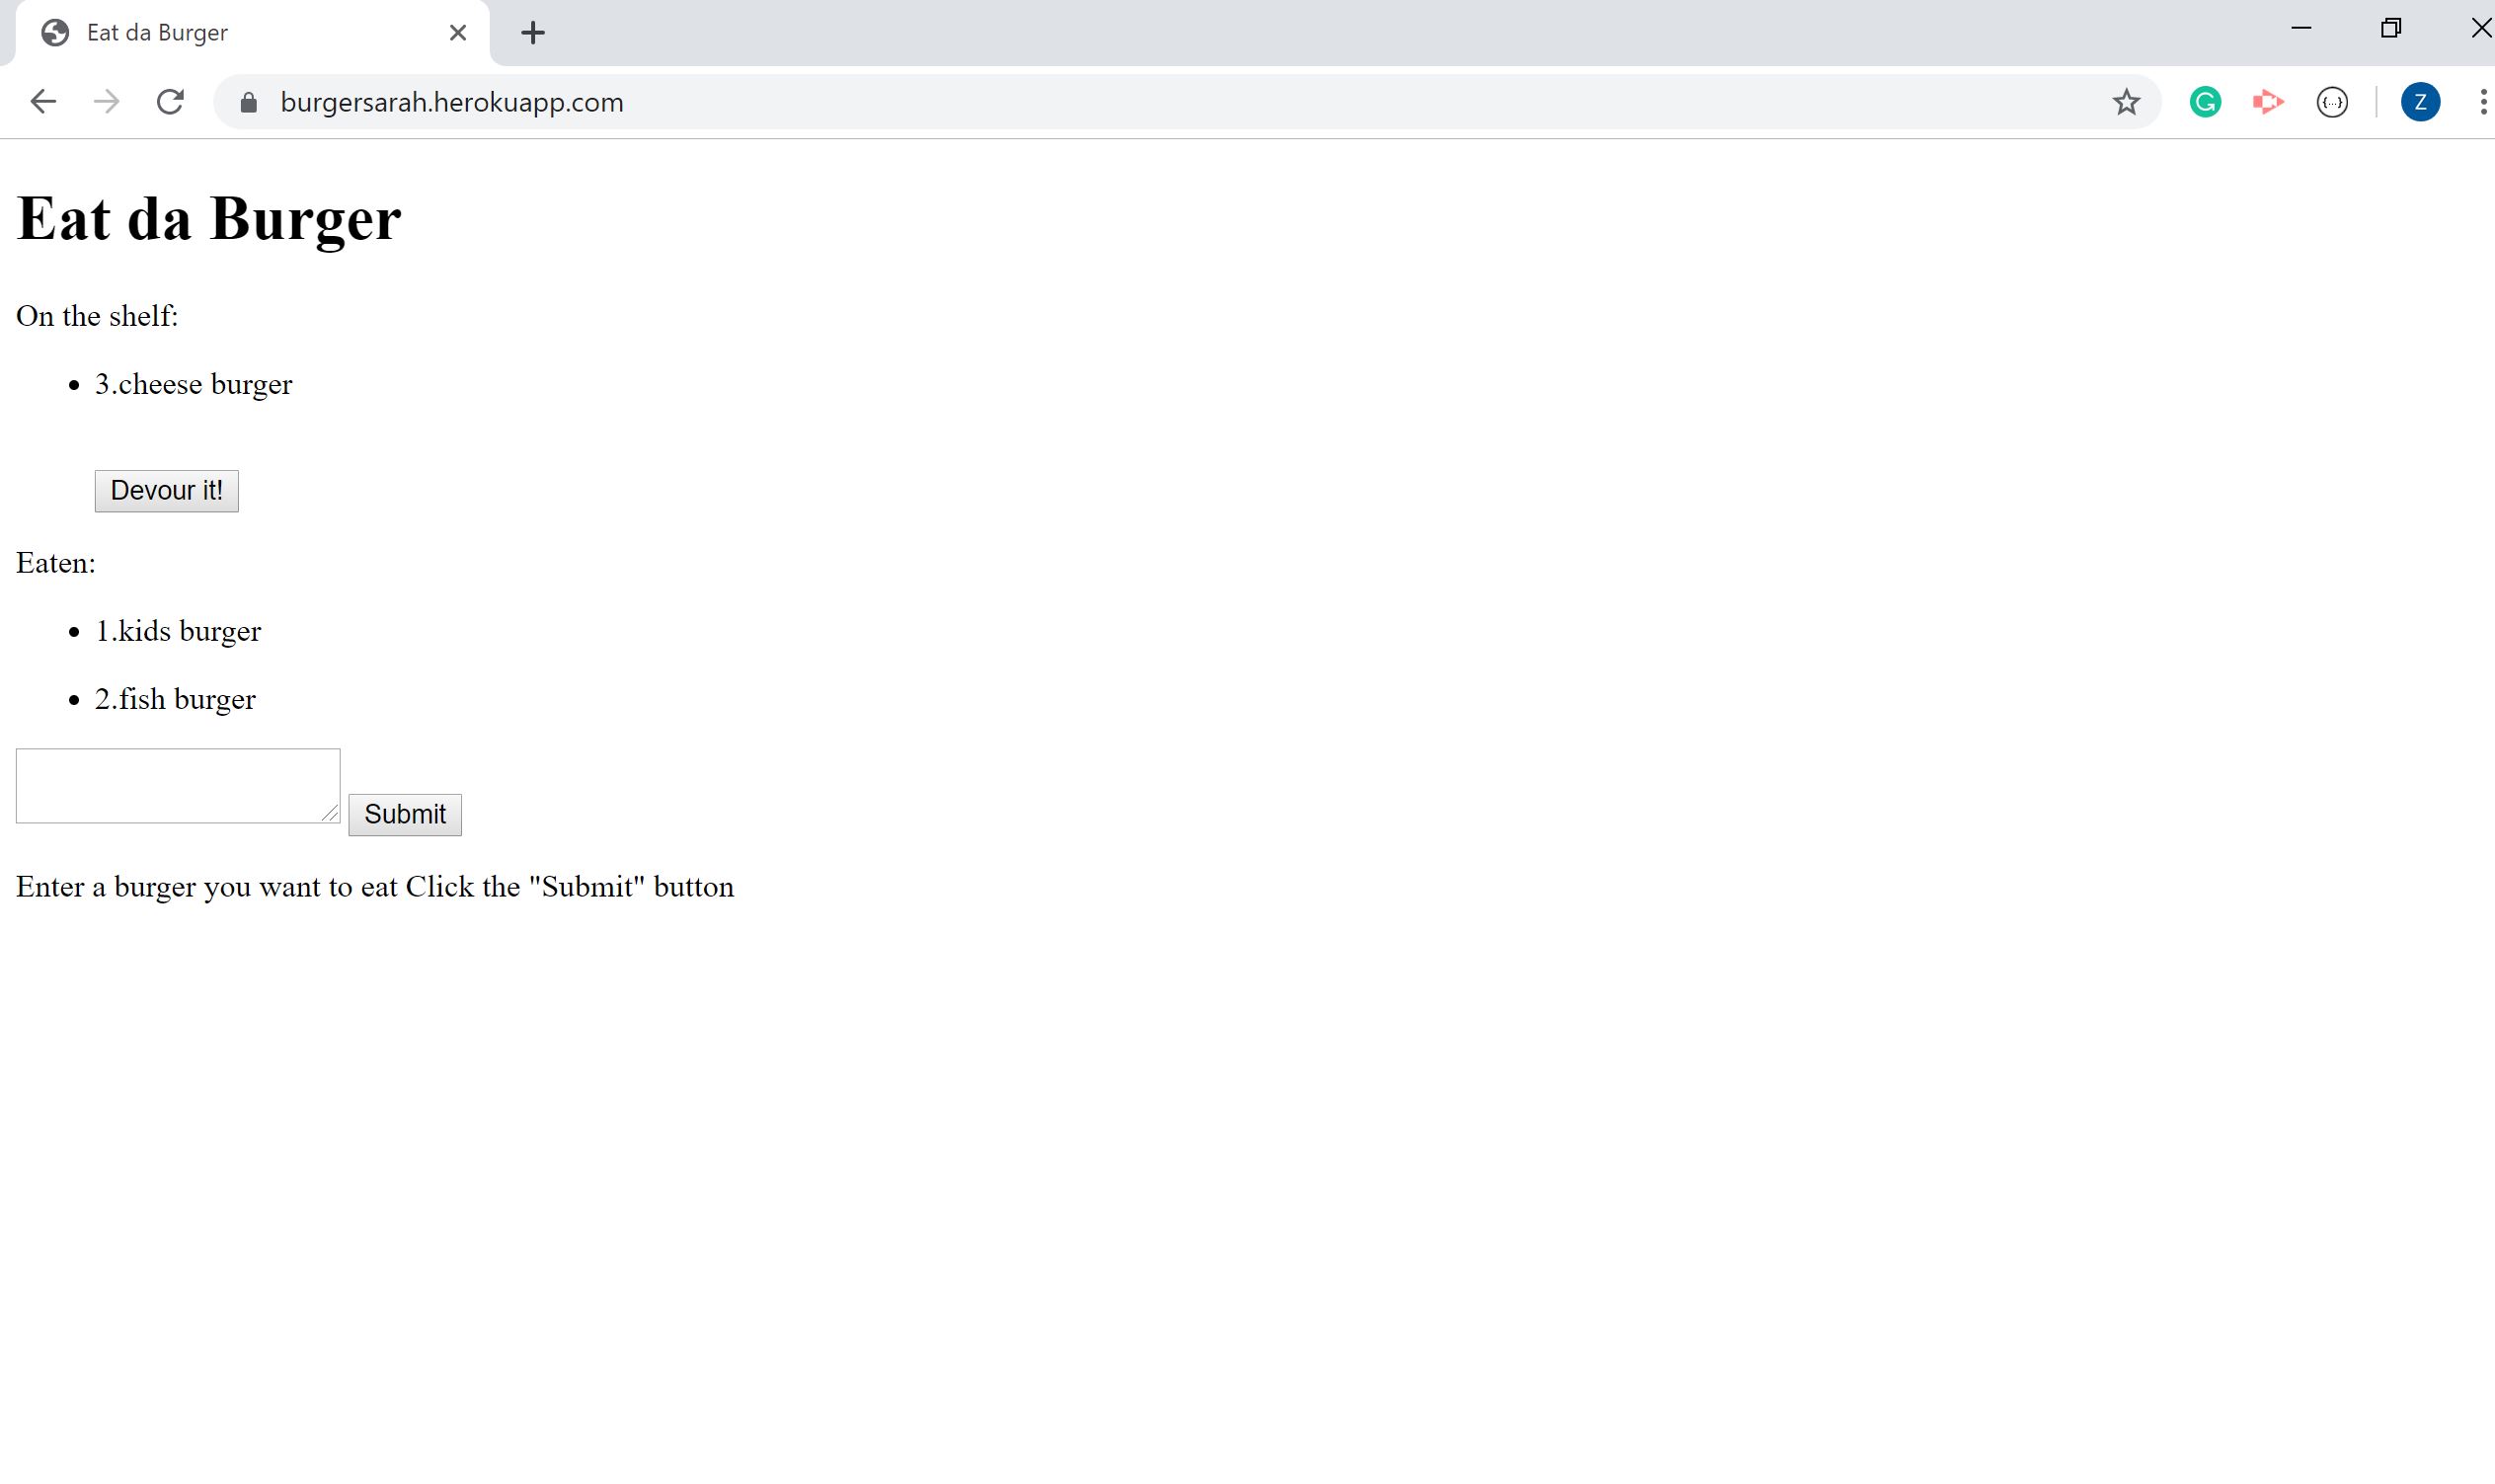 Eat da Burger
burgersarah.herokuapp.com
G
{...}
Z
Eat da Burger
On the shelf:
3.cheese burger
Devour it!
Eaten:
1.kids burger
2.fish burger
Submit
Enter a burger you want to eat Click the "Submit" button